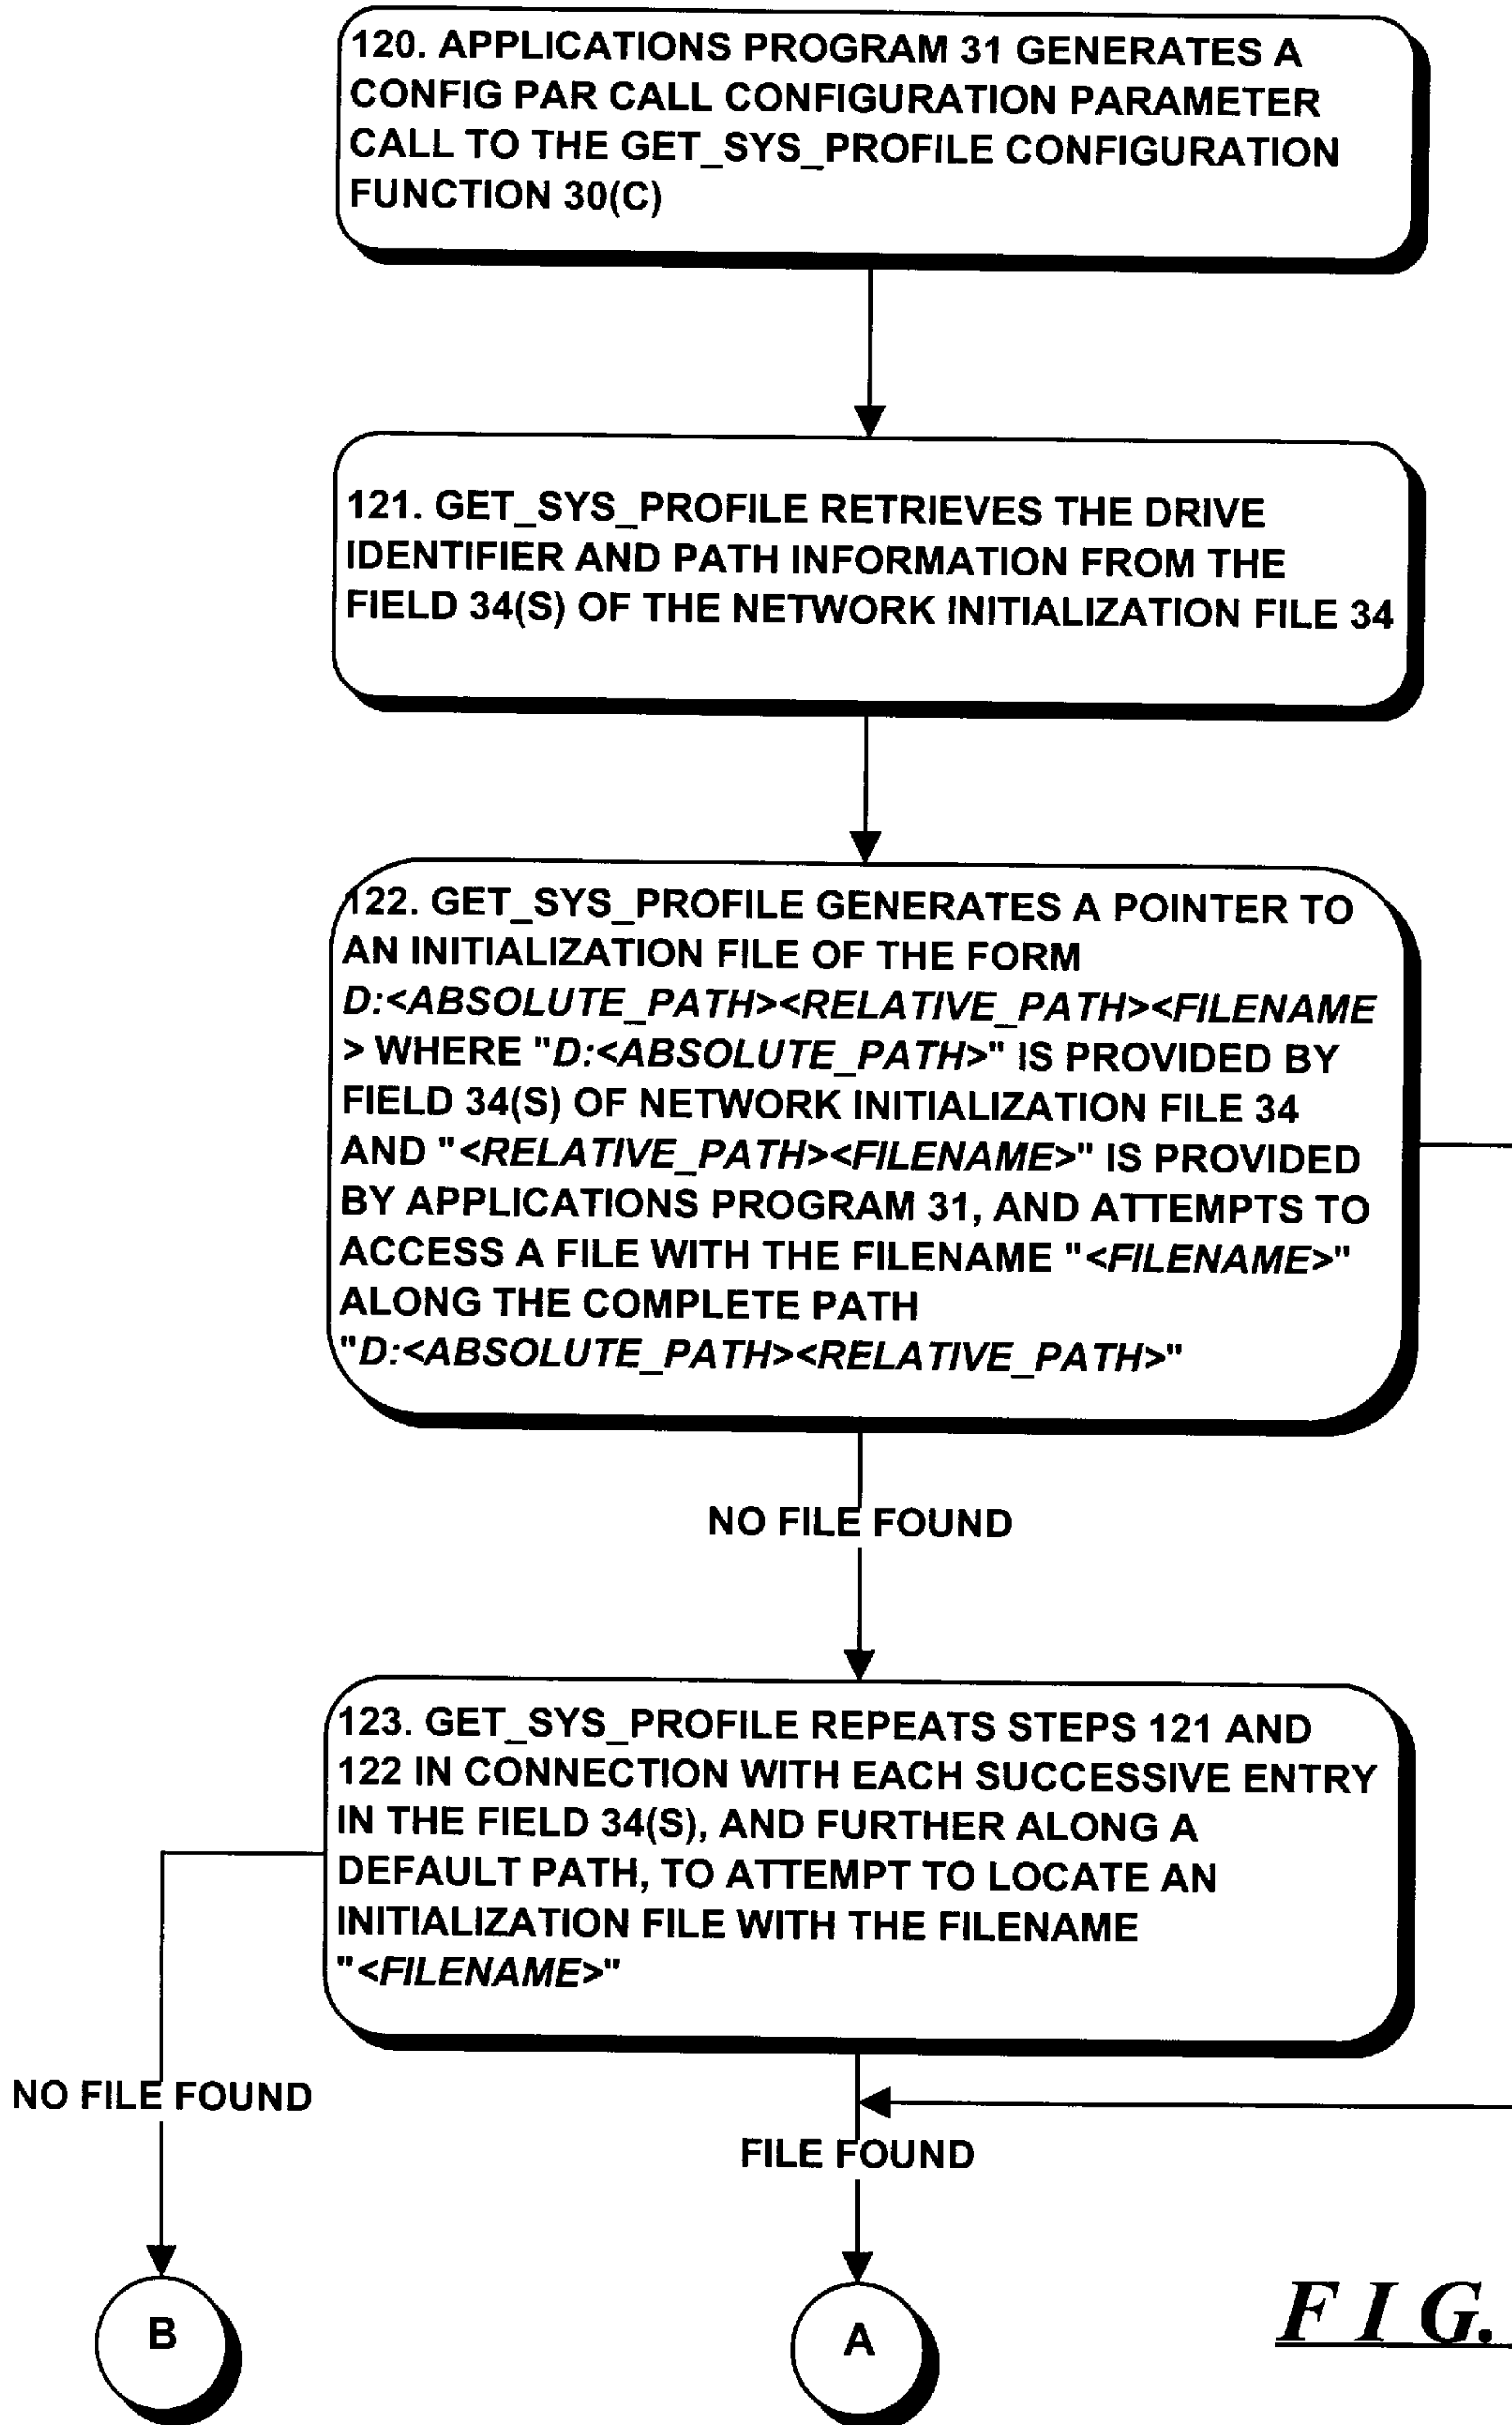 120. APPLICATIONS PROGRAM 31 GENERATES A
CONFIG PAR CALL CONFIGURATION PARAMETER
CALL TO THE GET_SYS_PROFILE CONFIGURATION
FUNCTION 30(C)
121. GET_SYS_PROFILE RETRIEVES THE DRIVE
IDENTIFIER AND PATH INFORMATION FROM THE
FIELD 34(S) OF THE NETWORK INITIALIZATION FILE 34
122. GET_SYS_PROFILE GENERATES A POINTER TO
AN INITIALIZATION FILE OF THE FORM
D:<ABSOLUTE_PATH><RELATIVE_PATH><FILENAME
> WHERE "D:<ABSOLUTE_PATH>" IS PROVIDED BY
FIELD 34(S) OF NETWORK INITIALIZATION FILE 34
AND "<RELATIVE_PATH><FILENAME>" IS PROVIDED
BY APPLICATIONS PROGRAM 31, AND ATTEMPTS TO
ACCESS A FILE WITH THE FILENAME "<FILENAME>"
ALONG THE COMPLETE PATH
"D:<ABSOLUTE_PATH><RELATIVE_PATH>"
NO FILE FOUND
123. GET_SYS_PROFILE REPEATS STEPS 121 AND
122 IN CONNECTION WITH EACH SUCCESSIVE ENTRY
IN THE FIELD 34(S), AND FURTHER ALONG A
DEFAULT PATH, TO ATTEMPT TO LOCATE AN
INITIALIZATION FILE WITH THE FILENAME
"<FILENAME>"
NO FILE FOUND
FILE FOUND
B
A
F I G.